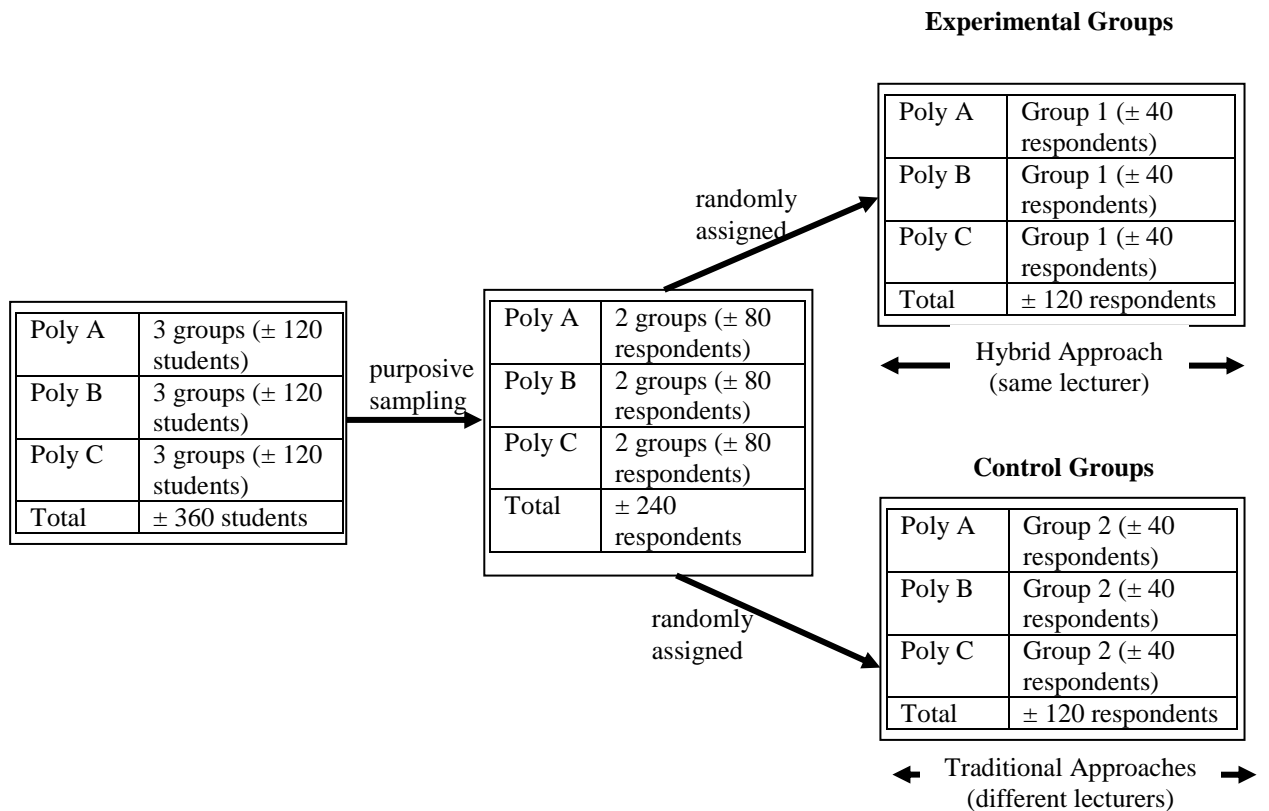 Experimental Groups
Poly A
Group 1 (± 40
respondents)
Poly B
Group 1 (± 40
respondents)
Poly C
Group 1 (± 40
respondents)
Total
± 120 respondents
Hybrid Approach
(same lecturer)
randomly
assigned
Poly A
3 groups (± 120
students)
Poly B
3 groups (± 120
students)
Poly C
3 groups (± 120
students)
Total
± 360 students
purposive
sampling
Poly A
2 groups (± 80
respondents)
Poly B
2 groups (± 80
respondents)
Poly C
2 groups (± 80
respondents)
Total
± 240
respondents
randomly
assigned
Control Groups
Poly A
Group 2 (± 40
respondents)
Poly B
Group 2 (± 40
respondents)
Poly C
Group 2 (± 40
respondents)
Total
± 120 respondents
Traditional Approaches
(different lecturers)